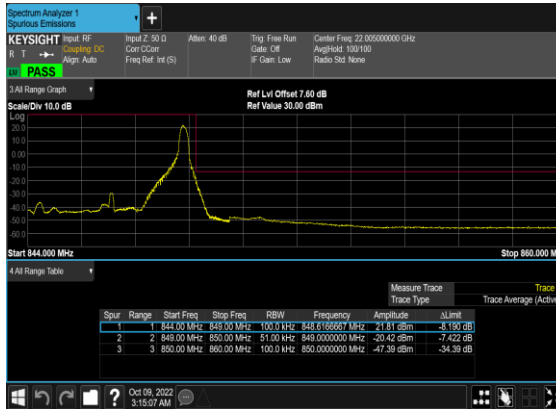 Spectrum Analyzer 1
Spurious Emissions
+
KEYSIGHT Input: RF Input Z: 50 Ω Atten: 40 dB Trig: Free Run Center Freq: 22.005000000 GHz
R T Coupling: DC Corr CCorr Gate: Off Avg|Hold: 100/100
Align: Auto Freq Ref: Int (S) IF Gain: Low Radio Std: None
PASS
3 All Range Graph
Ref Lvl Offset 7.60 dB
Scale/Div 10.0 dB Ref Value 30.00 dBm
Log
20.0
10.0
0.00
-10.0
-20.0
-30.0
-40.0
-50.0
-60.0
Start 844.000 MHz Stop 860.000 M
4 All Range Table
Measure Trace Trace
Trace Type Trace Average (Active
Spur Range Start Freq Stop Freq RBW Frequency Amplitude ΔLimit
1 1 844.00 MHz 849.00 MHz 100.0 kHz 848.6166667 MHz 21.81 dBm -8.190 dB
2 2 849.00 MHz 850.00 MHz 51.00 kHz 849.0000000 MHz -20.42 dBm -7.422 dB
3 3 850.00 MHz 860.00 MHz 100.0 kHz 850.0000000 MHz -47.39 dBm -34.39 dB
? Oct 09, 2022
3:15:07 AM